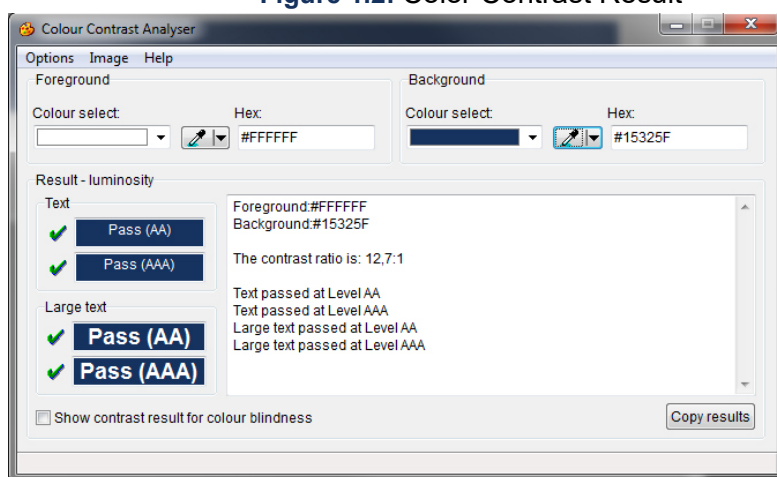 Figure 4.2: Color Contrast Result
Colour Contrast Analyser
Options Image Help
Foreground
Colour select:
Hex:
#FFFFFF
Background
Colour select:
Hex:
#15325F
Result - luminosity
Text
Pass (AA)
Pass (AAA)
Large text
Pass (AA)
Pass (AAA)
Foreground:#FFFFFF
Background:#15325F
The contrast ratio is: 12,7:1
Text passed at Level AA
Text passed at Level AAA
Large text passed at Level AA
Large text passed at Level AAA
Show contrast result for colour blindness
Copy results